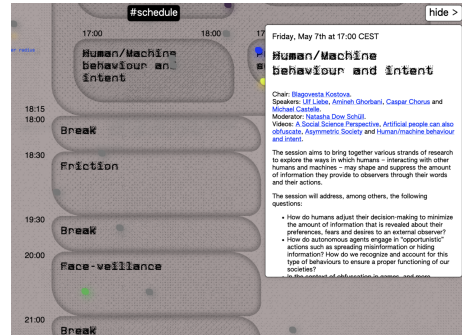 #schedule
hide >
17:00
18:00
Human/Machine
behaviour an
intent
18:15
18:00
Break
18:30
Friction
19:30
Break
20:00
Face-veillance
21:00
Break
Friday, May 7th at 17:00 CEST
Human/Machine
behaviour and intent
Chair: Blagovesta Kostova.
Speakers: Ulf Liebe, Amineh Ghorbani, Caspar Chorus and
Michael Castelle.
Moderator: Natasha Dow Schüll.
Videos: A Social Science Perspective, Artificial people can also
obfuscate, Asymmetric Society and Human/machine behaviour
and intent.
The session aims to bring together various strands of research
to explore the ways in which humans – interacting with other
humans and machines – may shape and suppress the amount
of information they provide to observers through their words
and their actions.
The session will address, among others, the following
questions:
• How do humans adjust their decision-making to minimize
the amount of information that is revealed about their
preferences, fears and desires to an external observer?
• How do autonomous agents engage in "opportunistic"
actions such as spreading misinformation or hiding
information? How do we recognize and account for this
type of behaviours to ensure a proper functioning of our
societies?
• In the context of obfuscation in games, and more